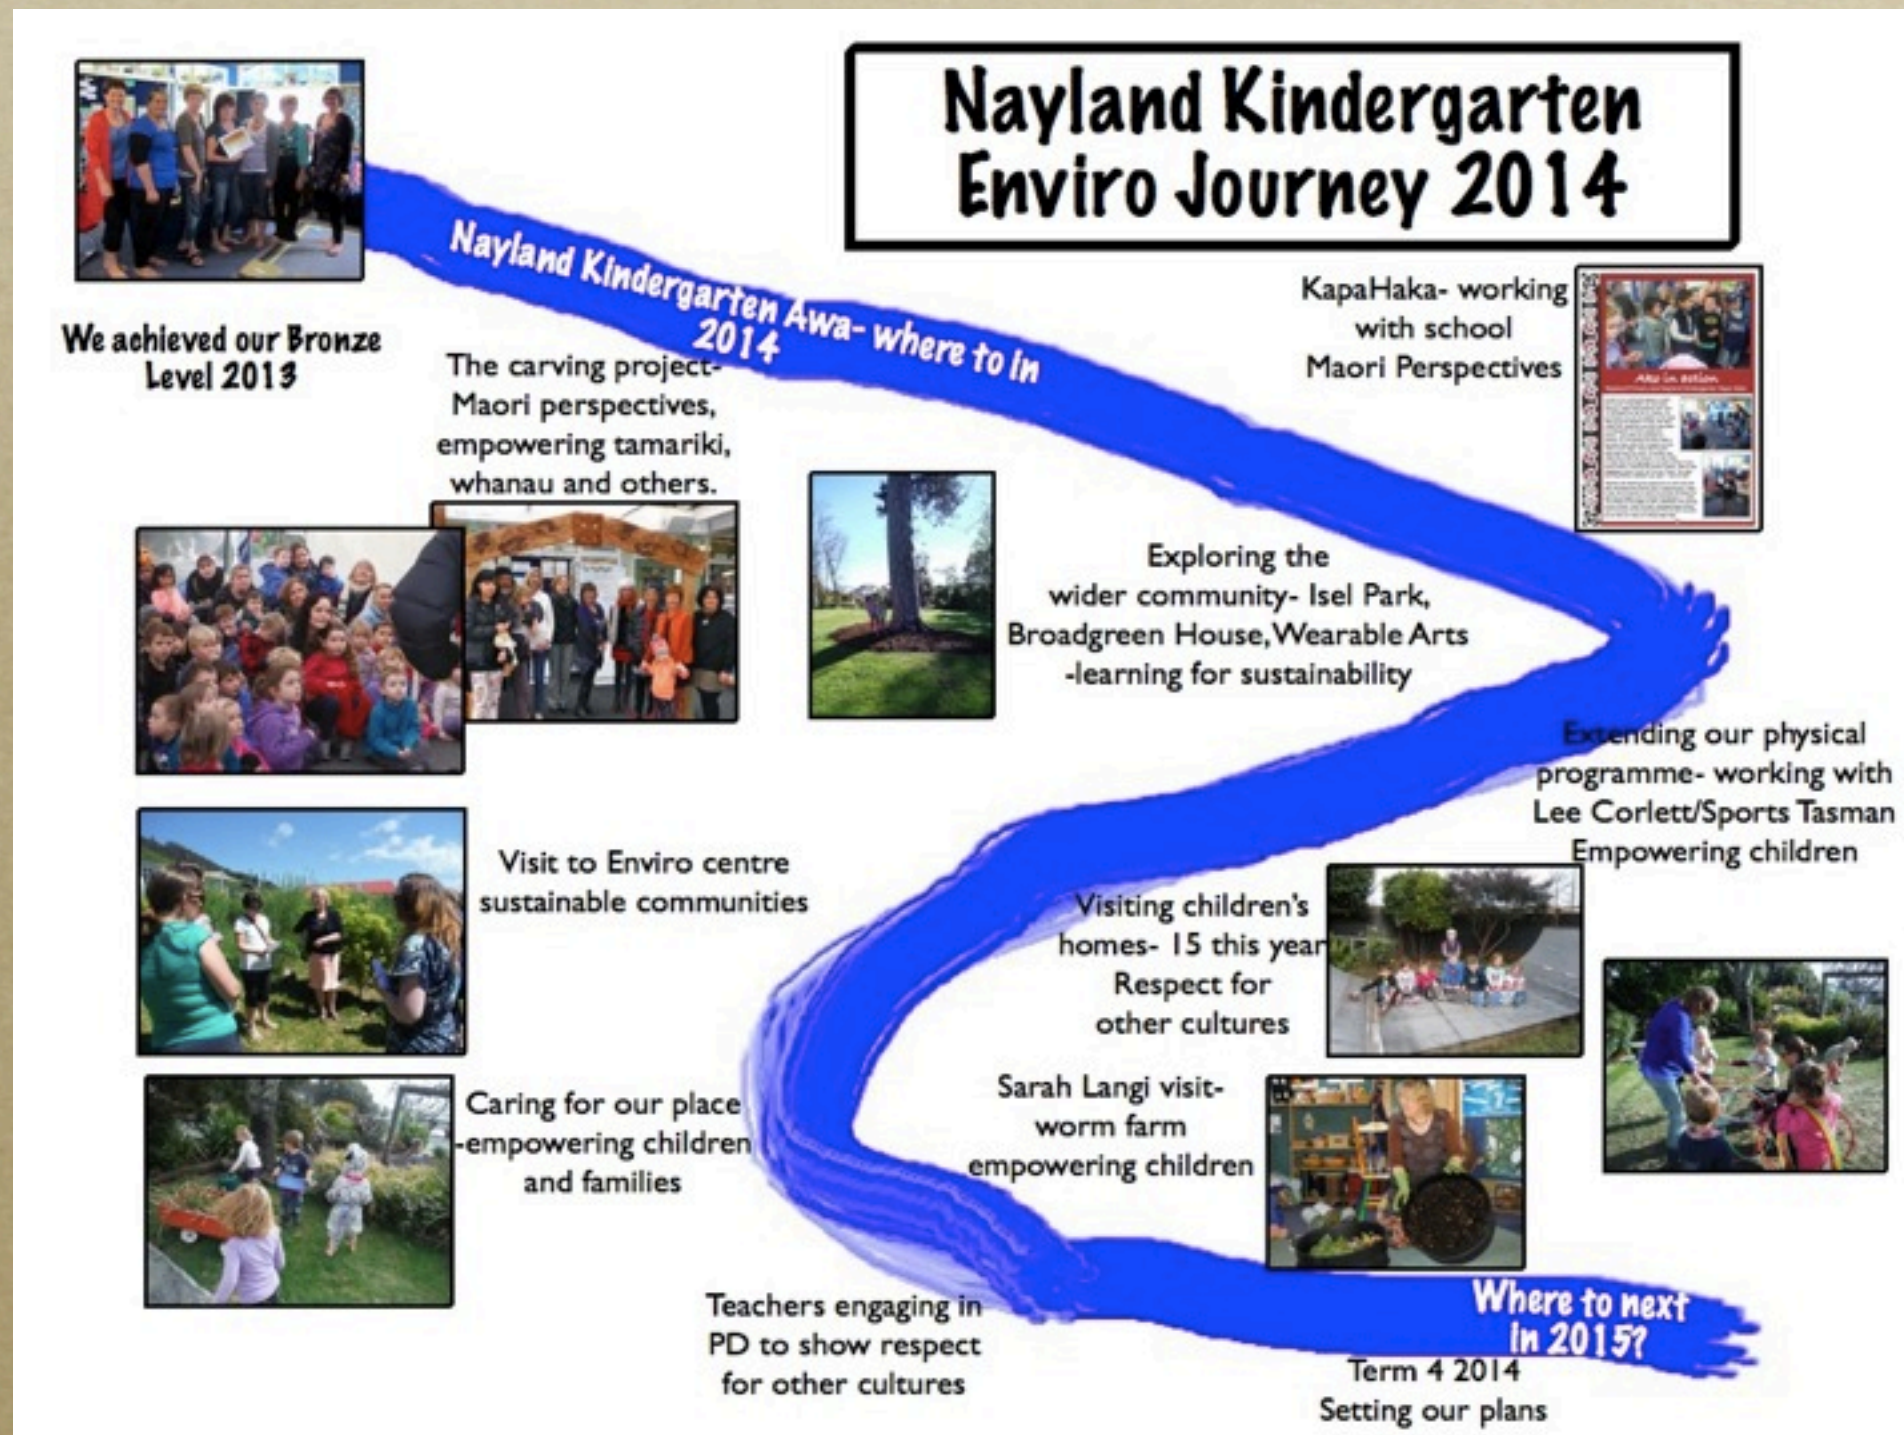 Nayland Kindergarten
Enviro Journey 2014
We achieved our Bronze
Level 2013
Nayland Kindergarten Awa- where to in
2014
KapaHaka- working
with school
Maori Perspectives
The carving project-
Maori perspectives,
empowering tamariki,
whanau and others.
Exploring the
wider community- Isel Park,
Broadgreen House, Wearable Arts
-learning for sustainability
Extending our physical
programme- working with
Lee Corlett/Sports Tasman
Empowering children
Visit to Enviro centre
sustainable communities
Visiting children's
homes- 15 this year
Respect for
other cultures
Caring for our place
-empowering children
and families
Sarah Langi visit-
worm farm
empowering children
Teachers engaging in
PD to show respect
for other cultures
Where to next
in 2015?
Term 4 2014
Setting our plans